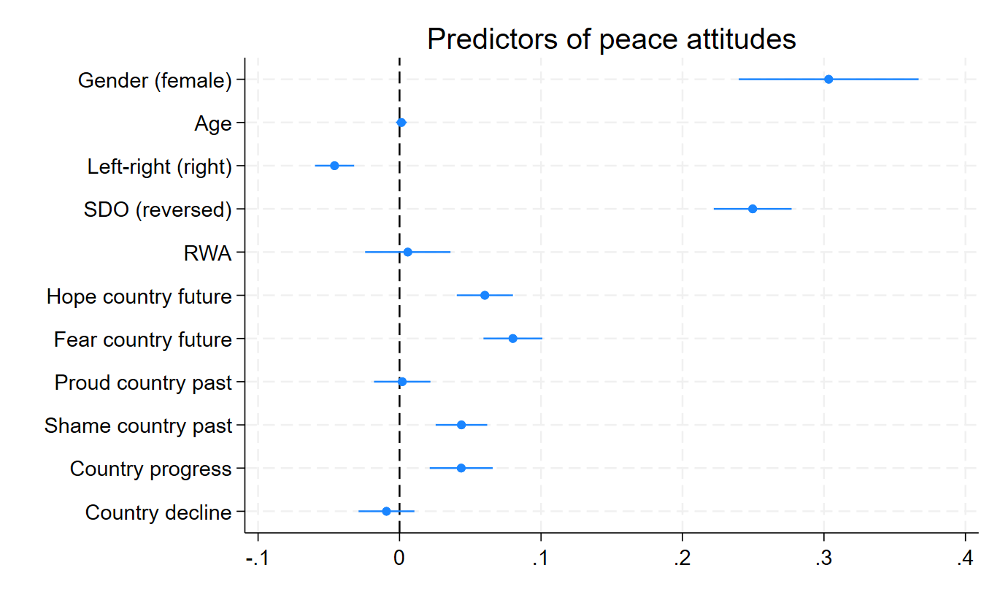 Predictors of peace attitudes
Gender (female)
Age
Left-right (right)
SDO (reversed)
RWA
Hope country future
Fear country future
Proud country past
Shame country past
Country progress
Country decline
-.1 0 .1 .2 .3 .4